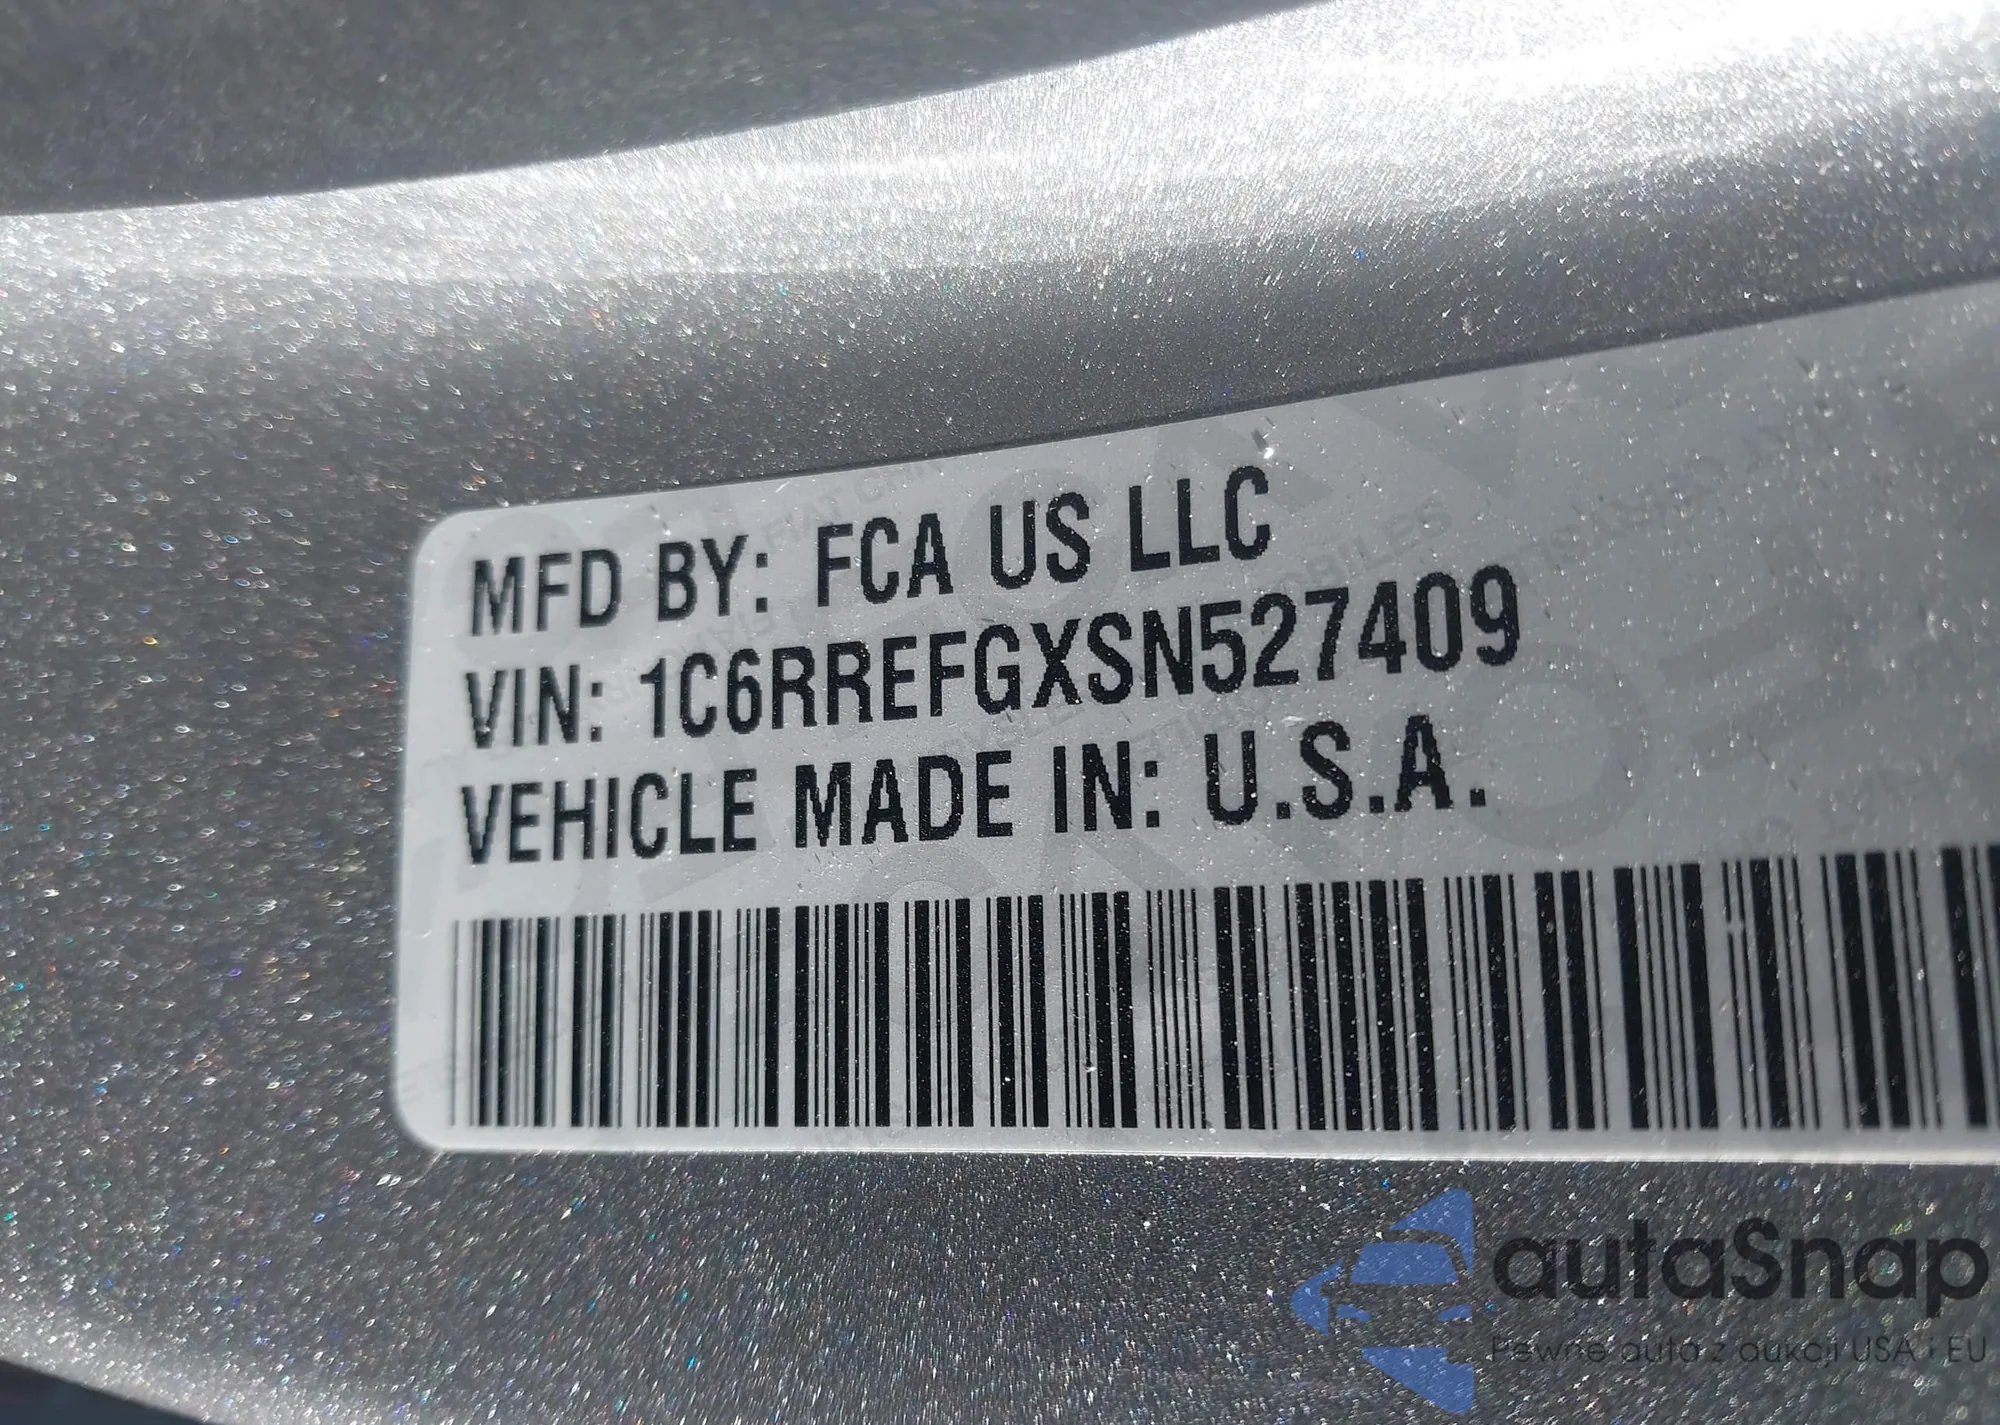 MFD BY: FCA US LLC
VIN: 1C6RREFGXSN527409
VEHICLE MADE IN: U.S.A.
autaSnap
Pewne auta z aukcji USA i EU